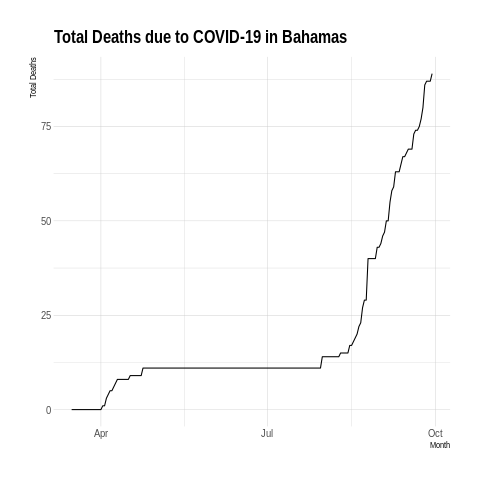 Total Deaths due to COVID-19 in Bahamas
Total Deaths
75
50
25
0
Apr
Jul
Oct
Month